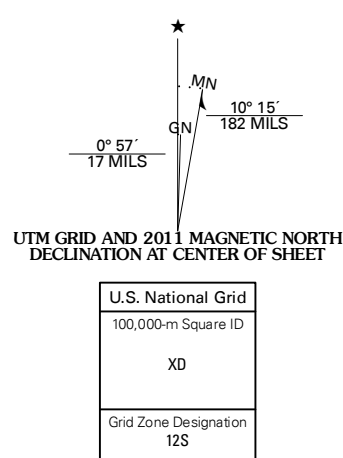 ★
MN
GN
10° 15´
182 MILS
0° 57´
17 MILS
UTM GRID AND 2011 MAGNETIC NORTH
DECLINATION AT CENTER OF SHEET
U.S. National Grid
100,000-m Square ID
XD
Grid Zone Designation
12S